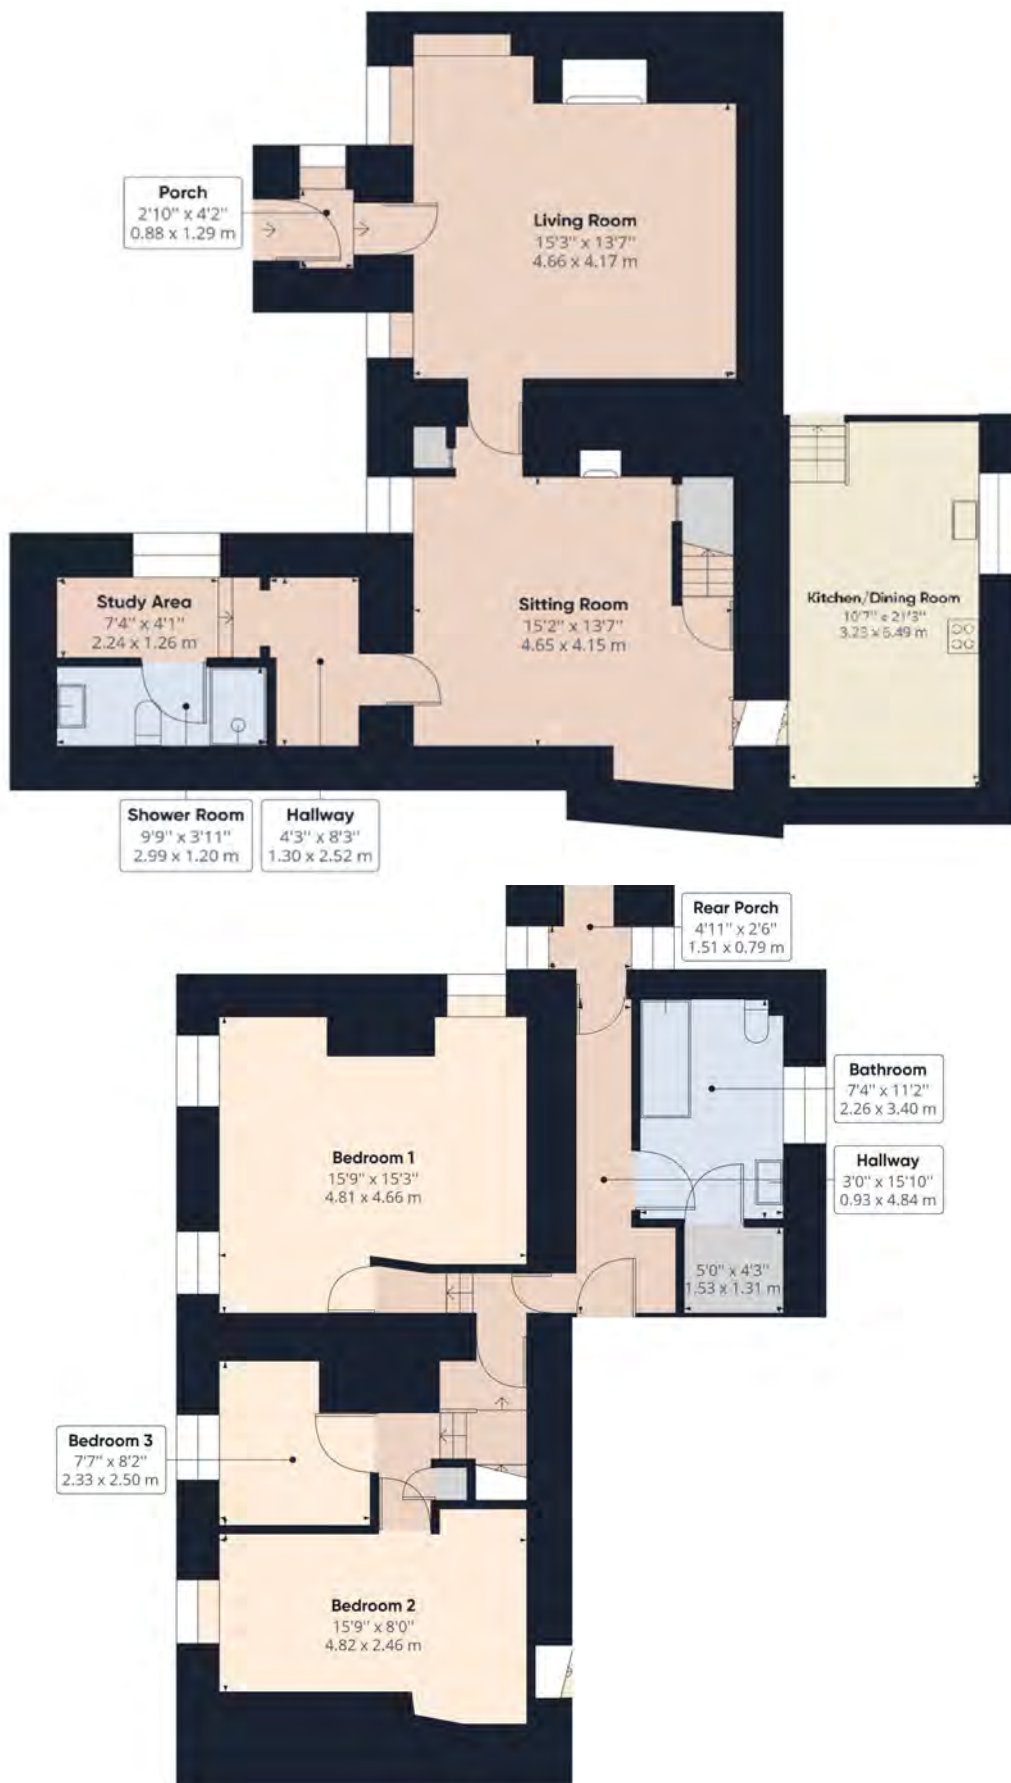 Porch
2'10" x 4'2"
0.88 x 1.29 m
Living Room
15'3" x 13'7"
4.66 x 4.17 m
Study Area
7'4" x 4'1"
2.24 x 1.26 m
Sitting Room
15'2" x 13'7"
4.65 x 4.15 m
Kitchen/Dining Room
10'7" x 21'3"
3.23 x 6.49 m
Shower Room
9'9" x 3'11"
2.99 x 1.20 m
Hallway
4'3" x 8'3"
1.30 x 2.52 m
Rear Porch
4'11" x 2'6"
1.51 x 0.79 m
Bathroom
7'4" x 11'2"
2.26 x 3.40 m
Bedroom 1
15'9" x 15'3"
4.81 x 4.66 m
Hallway
3'0" x 15'10"
0.93 x 4.84 m
5'0" x 4'3"
1.53 x 1.31 m
Bedroom 3
7'7" x 8'2"
2.33 x 2.50 m
Bedroom 2
15'9" x 8'0"
4.82 x 2.46 m